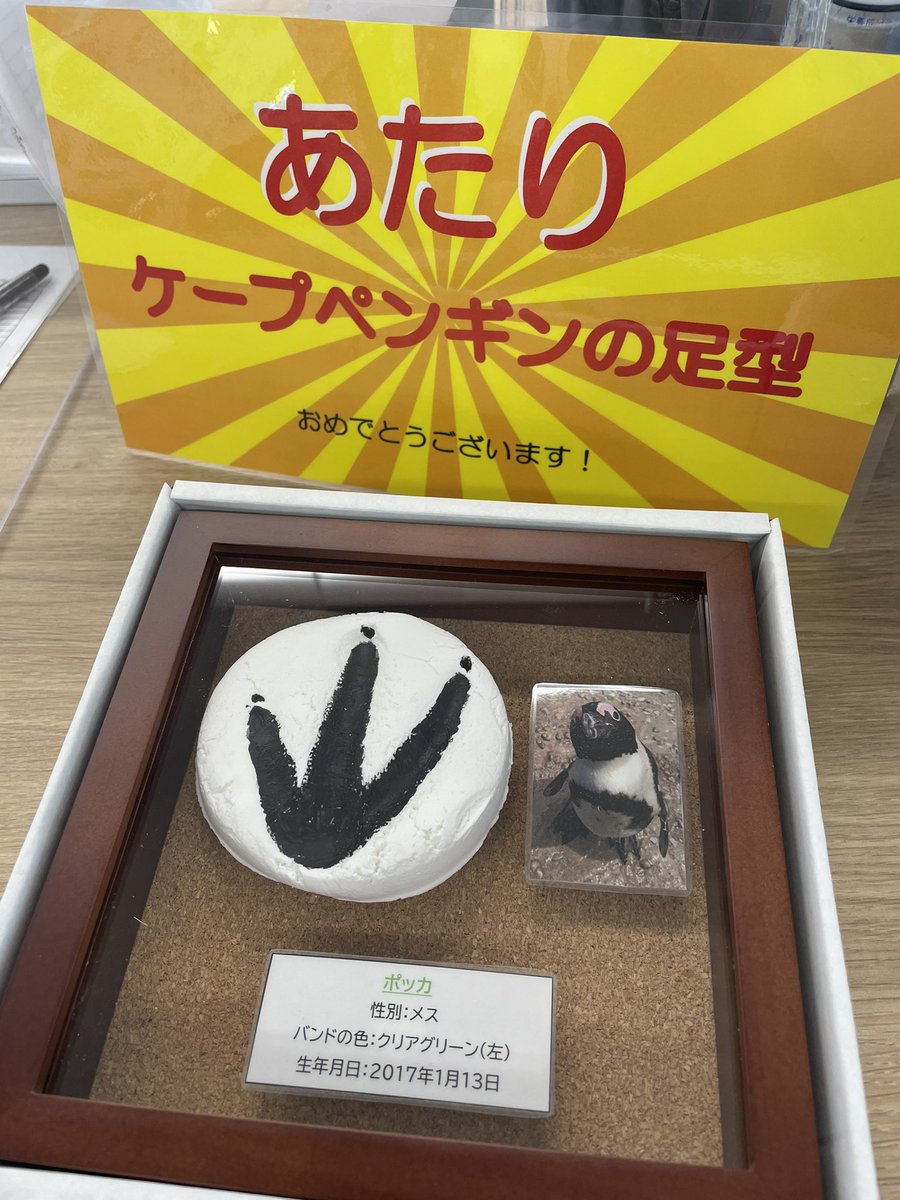 あたり
ケープペンギンの足型
おめでとうございます！
ポッカ
性別：メス
バンドの色：クリアグリーン（左）
生年月日：2017年1月13日